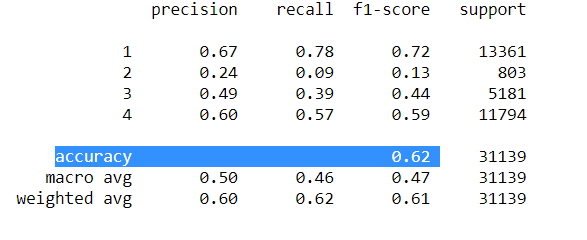 precision recall f1-score support
1 0.67 0.78 0.72 13361
2 0.24 0.09 0.13 803
3 0.49 0.39 0.44 5181
4 0.60 0.57 0.59 11794
accuracy 0.62 31139
macro avg 0.50 0.46 0.47 31139
weighted avg 0.60 0.62 0.61 31139